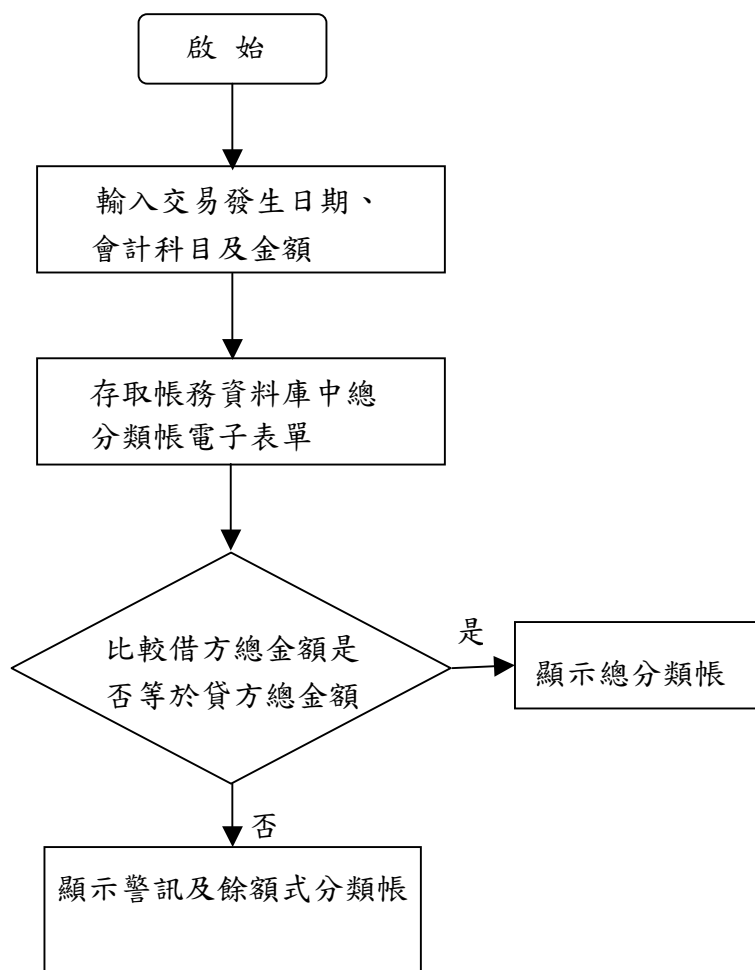 啟 始
輸入交易發生日期、
會計科目及金額
存取帳務資料庫中總
分類帳電子表單
比較借方總金額是
否等於貸方總金額
是
顯示總分類帳
否
顯示警訊及餘額式分類帳